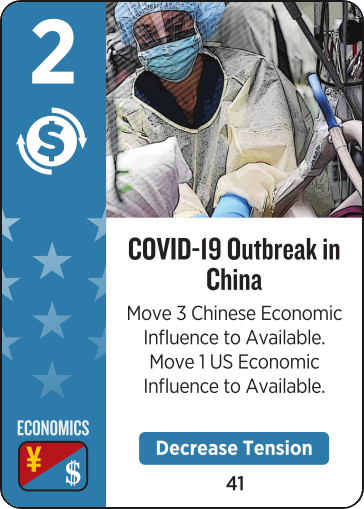 2
$
COVID-19 Outbreak in
China
Move 3 Chinese Economic
Influence to Available.
Move 1 US Economic
Influence to Available.
ECONOMICS
¥
$
Decrease Tension
41